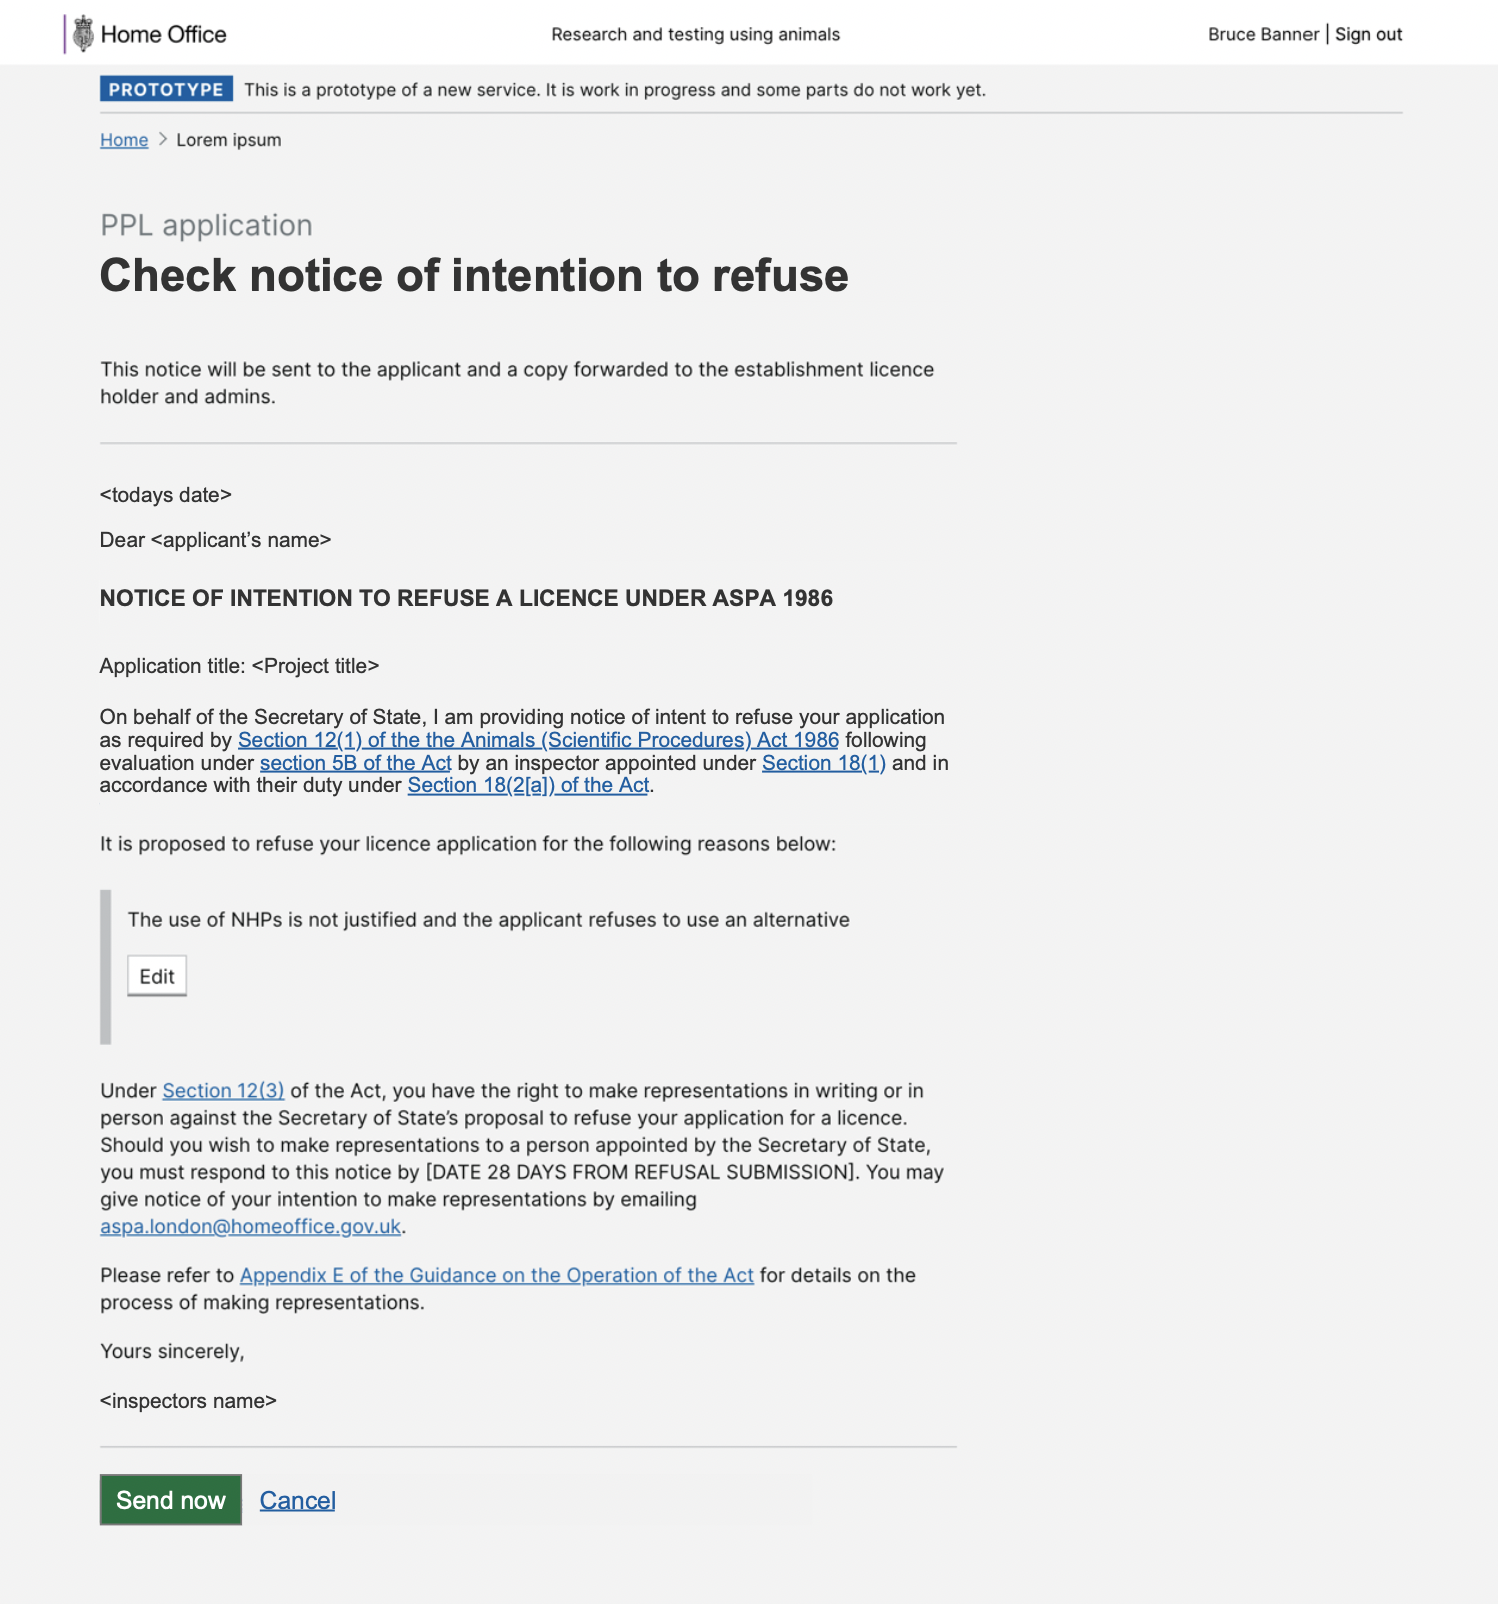 Home Office
Research and testing using animals
Bruce Banner | Sign out
PROTOTYPE This is a prototype of a new service. It is work in progress and some parts do not work yet.
Home > Lorem ipsum
PPL application
Check notice of intention to refuse
This notice will be sent to the applicant and a copy forwarded to the establishment licence
holder and admins.
<todays date>
Dear <applicant’s name>
NOTICE OF INTENTION TO REFUSE A LICENCE UNDER ASPA 1986
Application title: <Project title>
On behalf of the Secretary of State, I am providing notice of intent to refuse your application
as required by Section 12(1) of the the Animals (Scientific Procedures) Act 1986 following
evaluation under section 5B of the Act by an inspector appointed under Section 18(1) and in
accordance with their duty under Section 18(2[a]) of the Act.
It is proposed to refuse your licence application for the following reasons below:
The use of NHPs is not justified and the applicant refuses to use an alternative
Edit
Under Section 12(3) of the Act, you have the right to make representations in writing or in
person against the Secretary of State’s proposal to refuse your application for a licence.
Should you wish to make representations to a person appointed by the Secretary of State,
you must respond to this notice by [DATE 28 DAYS FROM REFUSAL SUBMISSION]. You may
give notice of your intention to make representations by emailing
aspa.london@homeoffice.gov.uk.
Please refer to Appendix E of the Guidance on the Operation of the Act for details on the
process of making representations.
Yours sincerely,
<inspectors name>
Send now Cancel